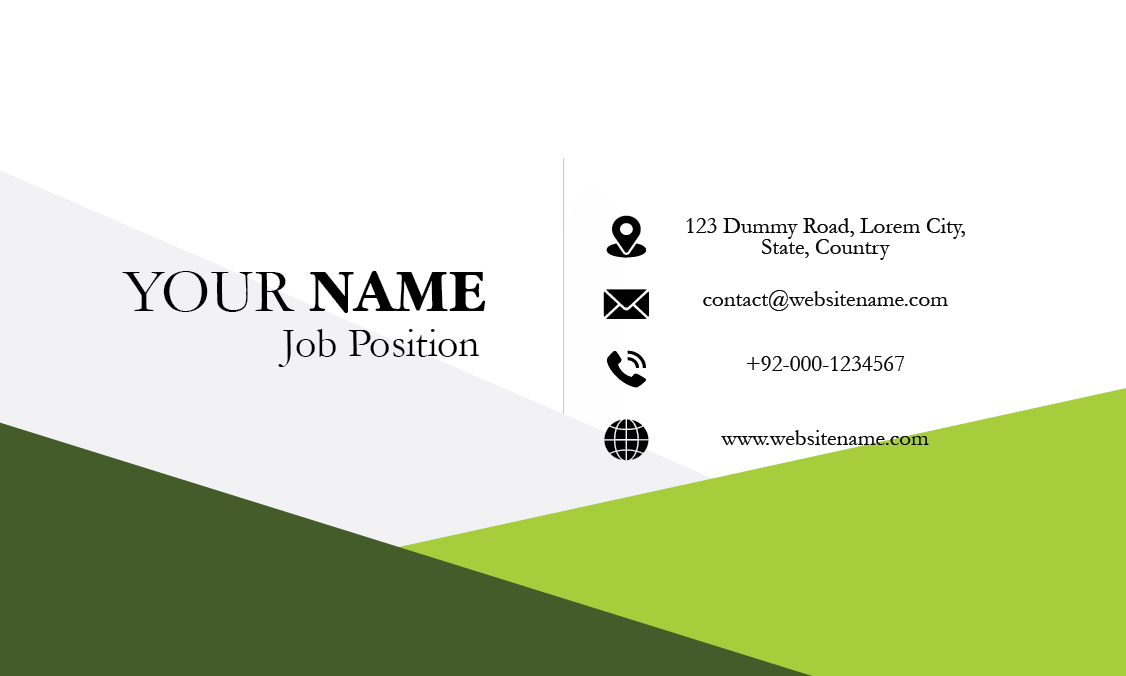 YOUR NAME
Job Position
123 Dummy Road, Lorem City,
State, Country
contact@websitename.com
+92-000-1234567
www.websitename.com